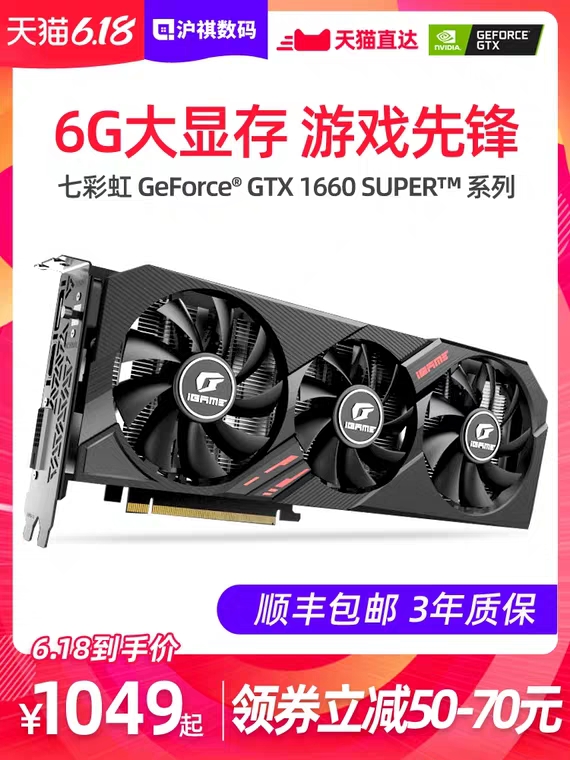 天猫6.18
沪祺数码
天猫直达
NVIDIA.
GEFORCE
GTX
6G大显存 游戏先锋
七彩虹 GeForce® GTX 1660 SUPER™ 系列
iGAME
iGAME
iGAME
iGAME
顺丰包邮 3年质保
6.18到手价
¥1049起
领券立减50-70元